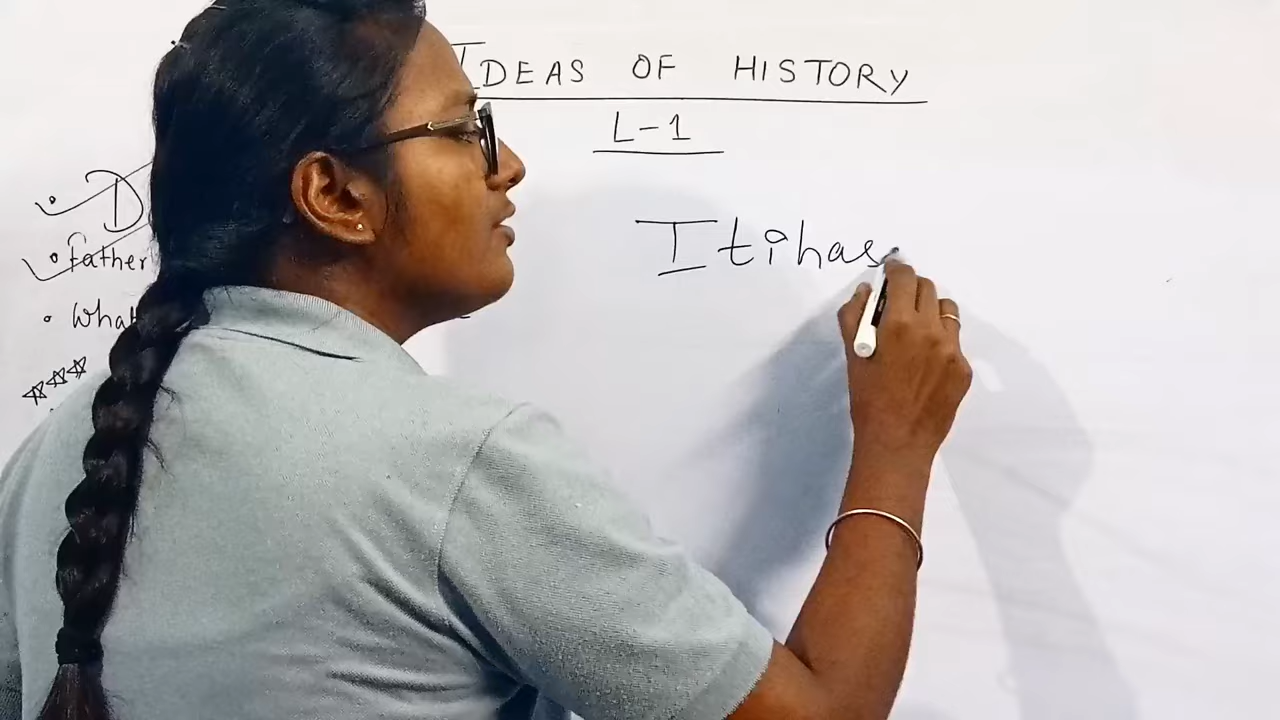 IDEAS OF HISTORY
L-1
Itihas
D
Father
What